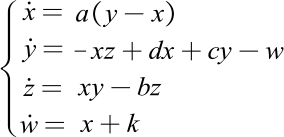 ẋ = a(y − x)
ẏ = −xz + dx + cy − w
ż = xy − bz
ẇ = x + k